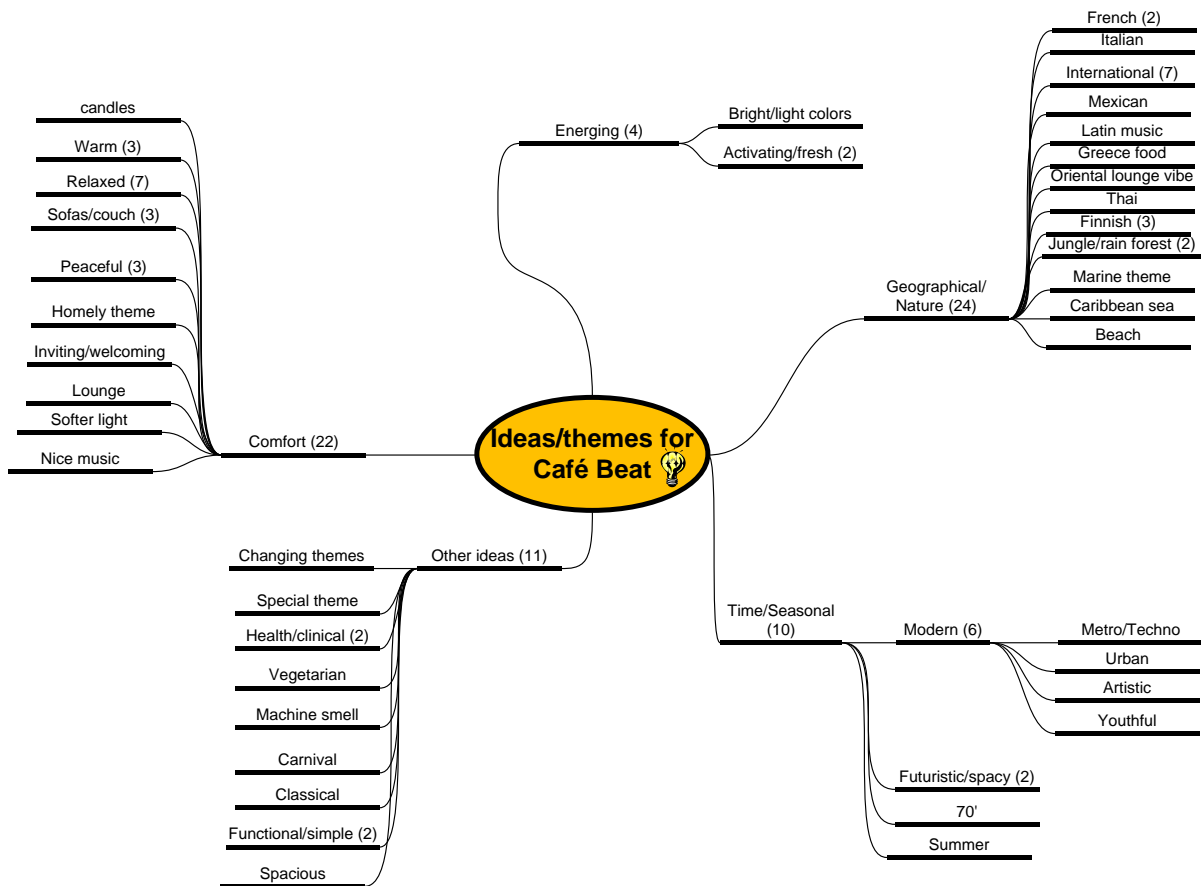 Ideas/themes for
Café Beat
Energing (4)
Bright/light colors
Activating/fresh (2)
Geographical/
Nature (24)
French (2)
Italian
International (7)
Mexican
Latin music
Greece food
Oriental lounge vibe
Thai
Finnish (3)
Jungle/rain forest (2)
Marine theme
Caribbean sea
Beach
Time/Seasonal
(10)
Modern (6)
Metro/Techno
Urban
Artistic
Youthful
Futuristic/spacy (2)
70'
Summer
Other ideas (11)
Changing themes
Special theme
Health/clinical (2)
Vegetarian
Machine smell
Carnival
Classical
Functional/simple (2)
Spacious
Comfort (22)
candles
Warm (3)
Relaxed (7)
Sofas/couch (3)
Peaceful (3)
Homely theme
Inviting/welcoming
Lounge
Softer light
Nice music